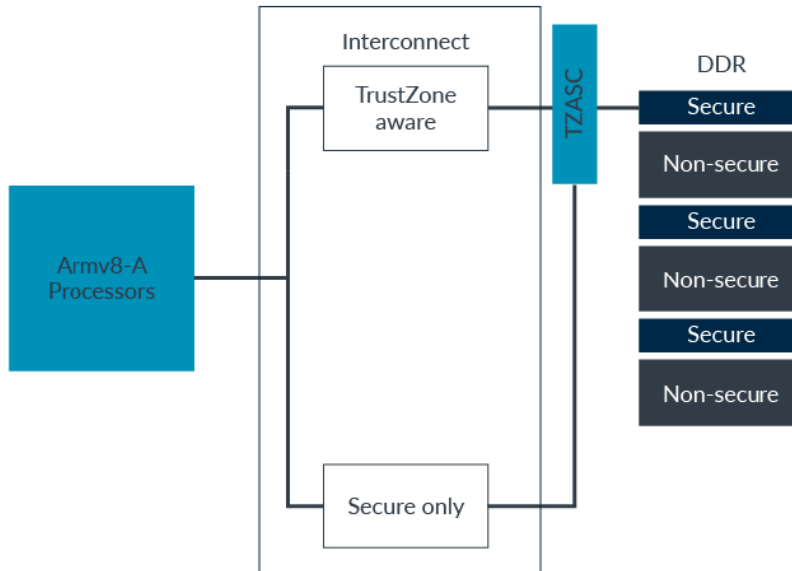 Interconnect
TrustZone
aware
TZASC
DDR
Secure
Non-secure
Secure
Non-secure
Secure
Non-secure
Armv8-A
Processors
Secure only